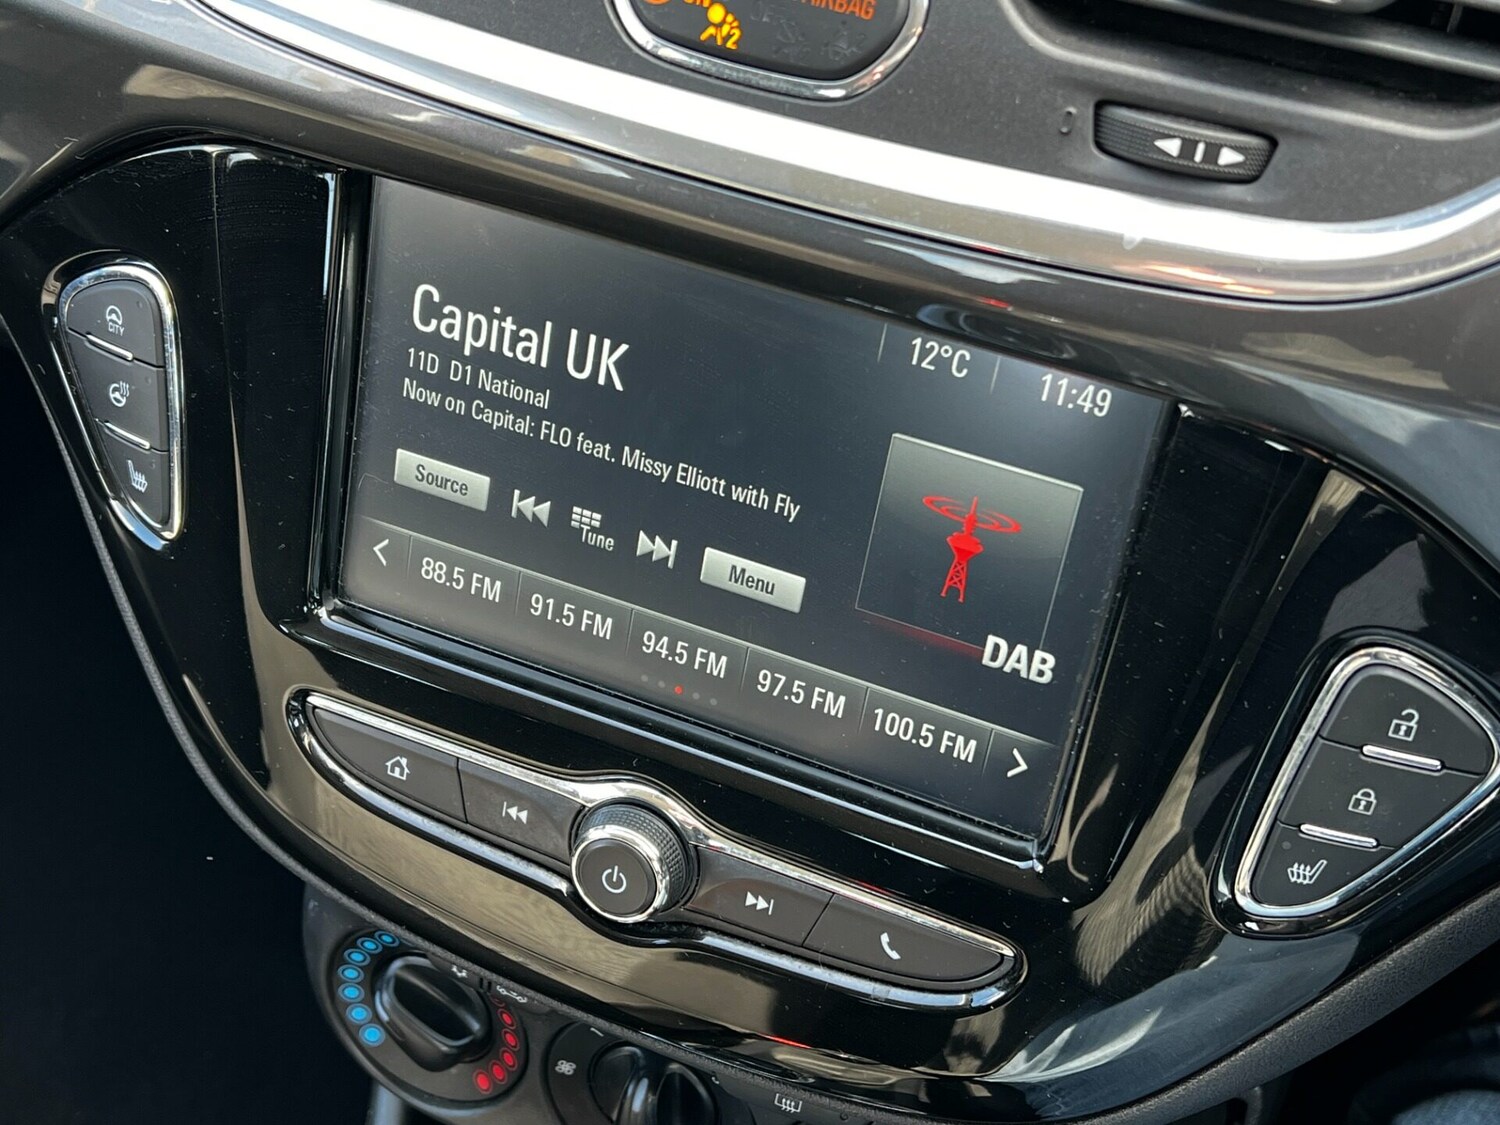 ON
AIRBAG
2
Capital UK
12°C
11:49
11D D1 National
Now on Capital: FLO feat. Missy Elliott with Fly
Source
Tune
Menu
DAB
88.5 FM
91.5 FM
94.5 FM
97.5 FM
100.5 FM
CITY